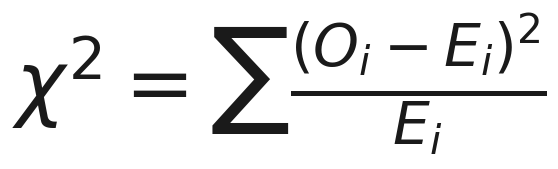 χ² = ∑ (Oᵢ − Eᵢ)² / Eᵢ